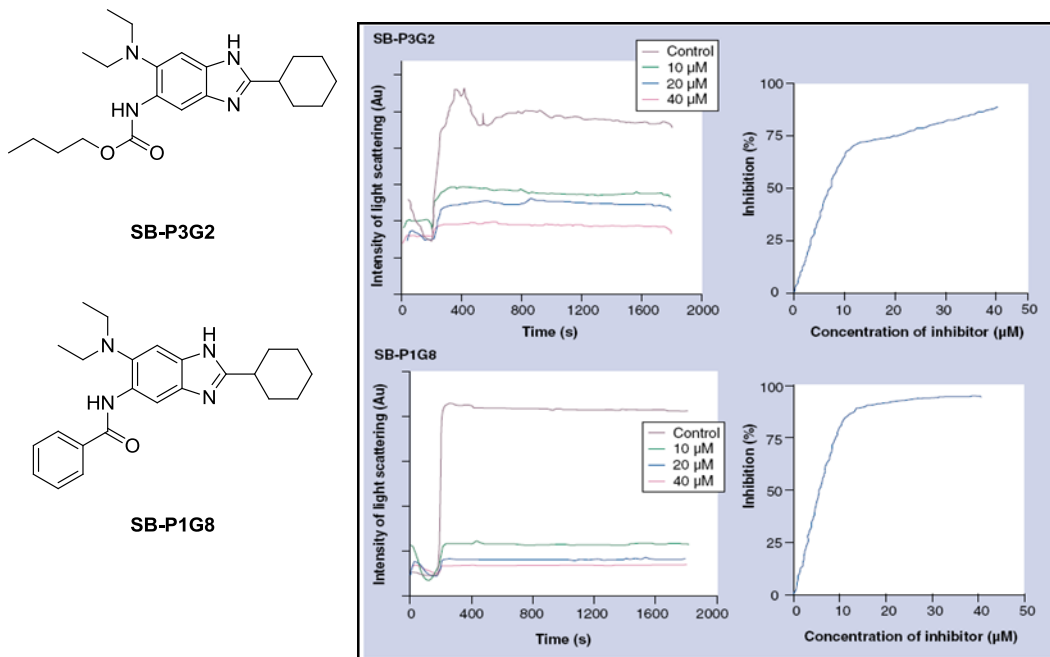 N
NH
N
HN
O
O
SB-P3G2
N
NH
N
HN
O
SB-P1G8
SB-P3G2
Intensity of light scattering (Au)
Control
10 µM
20 µM
40 µM
0 400 800 1200 1600 2000
Time (s)
Inhibition (%)
100
75
50
25
0
0 10 20 30 40 50
Concentration of inhibitor (µM)
SB-P1G8
Intensity of light scattering (Au)
Control
10 µM
20 µM
40 µM
0 400 800 1200 1600 2000
Time (s)
Inhibition (%)
100
75
50
25
0
0 10 20 30 40 50
Concentration of inhibitor (µM)